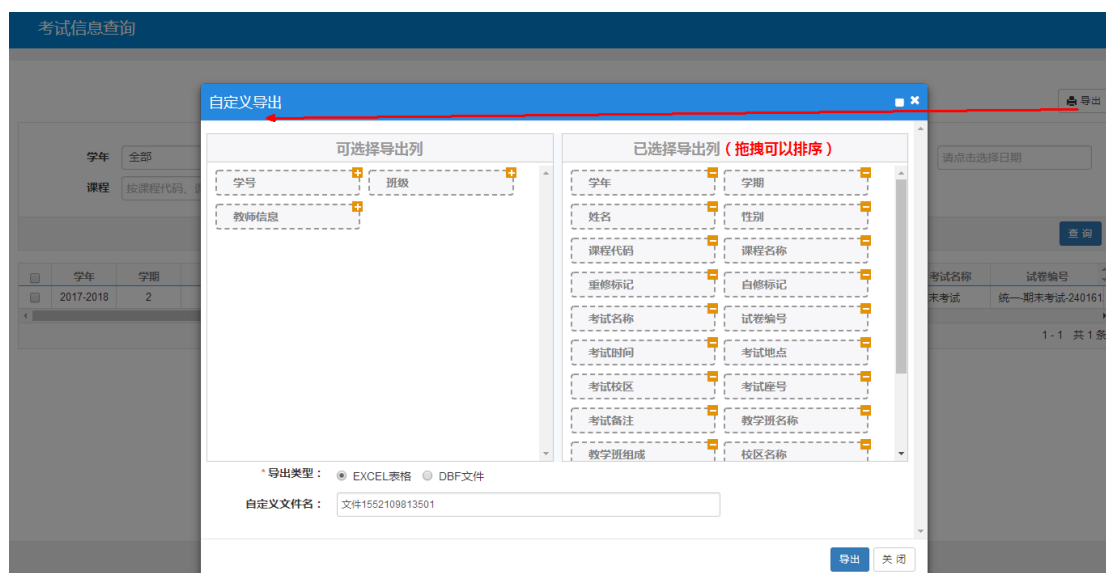 考试信息查询
自定义导出
导出
可选择导出列
已选择导出列（拖拽可以排序）
学年 全部
请点击选择日期
课程 按课程代码、
学号 班级
教师信息
学年 学期
姓名 性别
课程代码 课程名称
重修标记 自修标记
考试名称 试卷编号
考试时间 考试地点
考试校区 考试座号
考试备注 教学班名称
教学班组成 校区名称
查 询
学年 学期 考试名称 试卷编号
2017-2018 2 末考试 统一-期末考试-240161
1 - 1 共 1 条
*导出类型： EXCEL表格 DBF文件
自定义文件名： 文件1552109813501
导出 关 闭